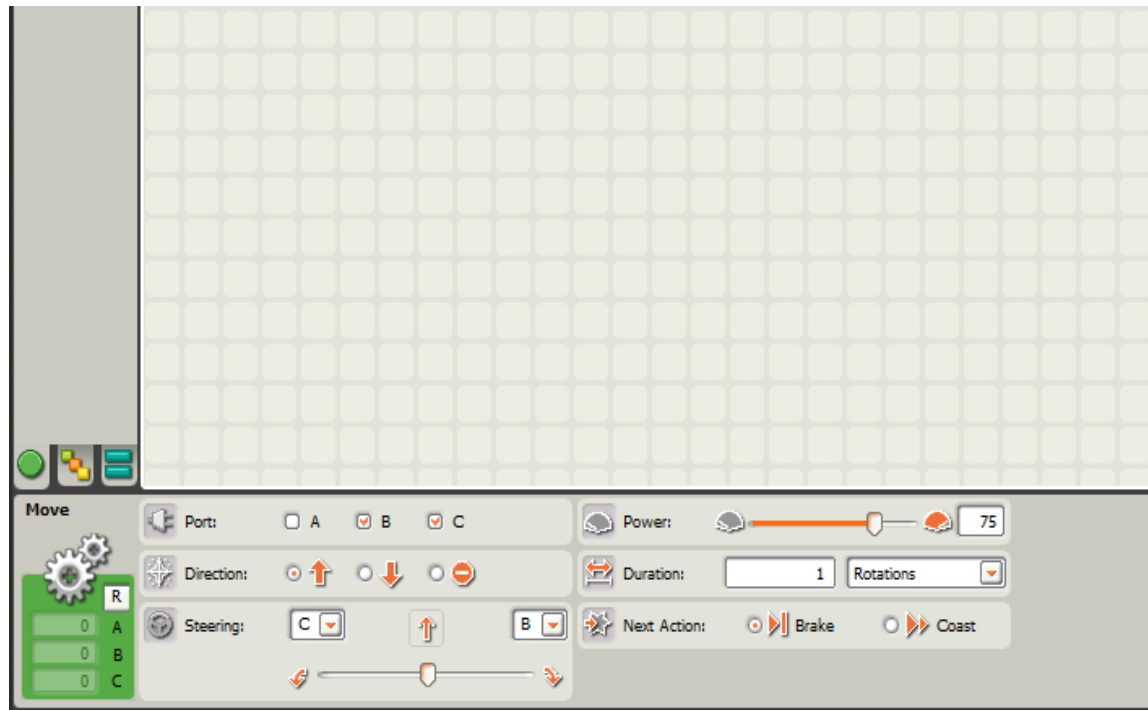 Move
R
0 A
0 B
0 C
Port: A B C
Direction:
Steering: C B
Power: 75
Duration: 1 Rotations
Next Action: Brake Coast